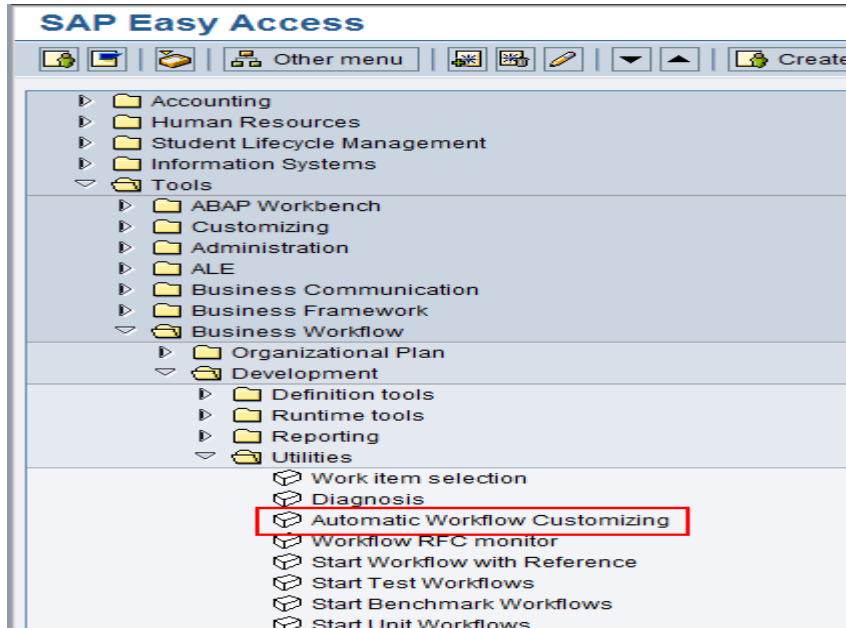 SAP Easy Access
Other menu Create
Accounting
Human Resources
Student Lifecycle Management
Information Systems
Tools
ABAP Workbench
Customizing
Administration
ALE
Business Communication
Business Framework
Business Workflow
Organizational Plan
Development
Definition tools
Runtime tools
Reporting
Utilities
Work item selection
Diagnosis
Automatic Workflow Customizing
Workflow RFC monitor
Start Workflow with Reference
Start Test Workflows
Start Benchmark Workflows
Start Unit Workflows